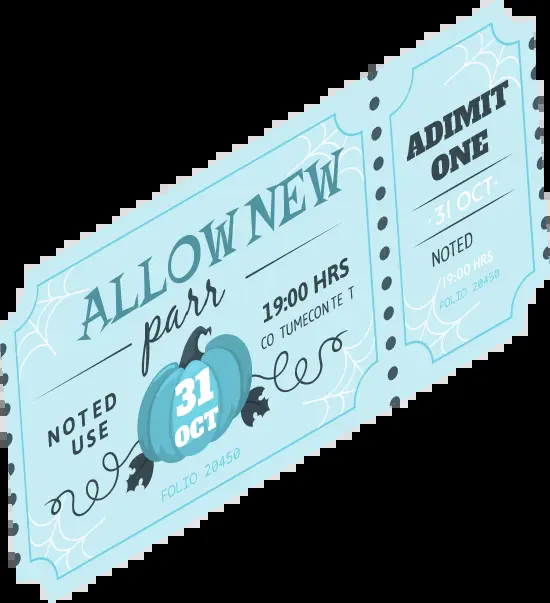 ALLOW NEW
parr
19:00 HRS
CO TUMECON TE T
NOTED
USE
31
OCT
FOLIO 20450
ADIMIT
ONE
· 31 OCT·
NOTED
19:00 HRS
FOLIO 20450